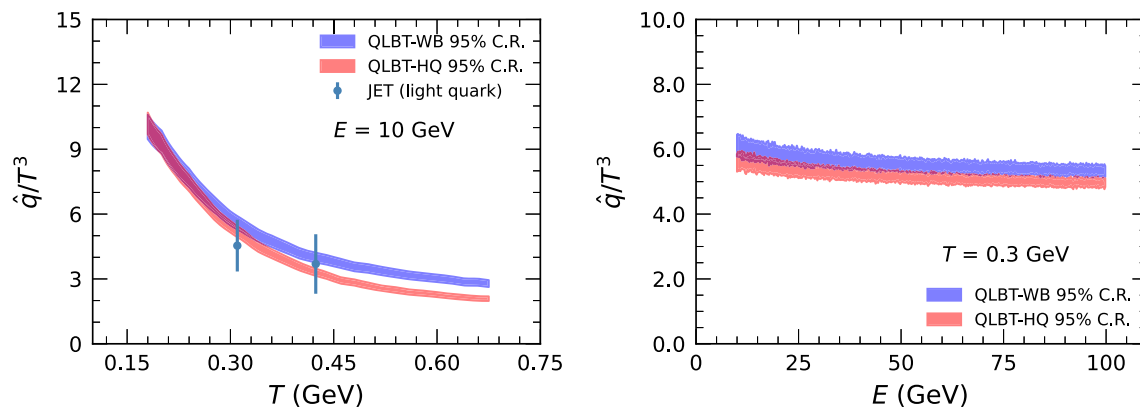 15
12
9
6
3
0
q̂/T³
QLBT-WB 95% C.R.
QLBT-HQ 95% C.R.
JET (light quark)
E = 10 GeV
0.15
0.30
0.45
0.60
0.75
T (GeV)
10.0
8.0
6.0
4.0
2.0
0.0
q̂/T³
T = 0.3 GeV
QLBT-WB 95% C.R.
QLBT-HQ 95% C.R.
0
25
50
75
100
E (GeV)